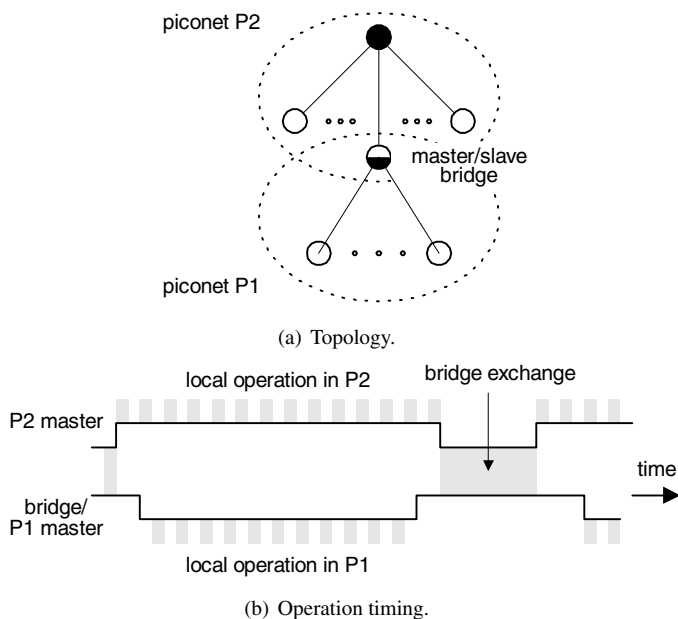 piconet P2
master/slave
bridge
piconet P1
(a) Topology.
local operation in P2
bridge exchange
P2 master
time
bridge/
P1 master
local operation in P1
(b) Operation timing.